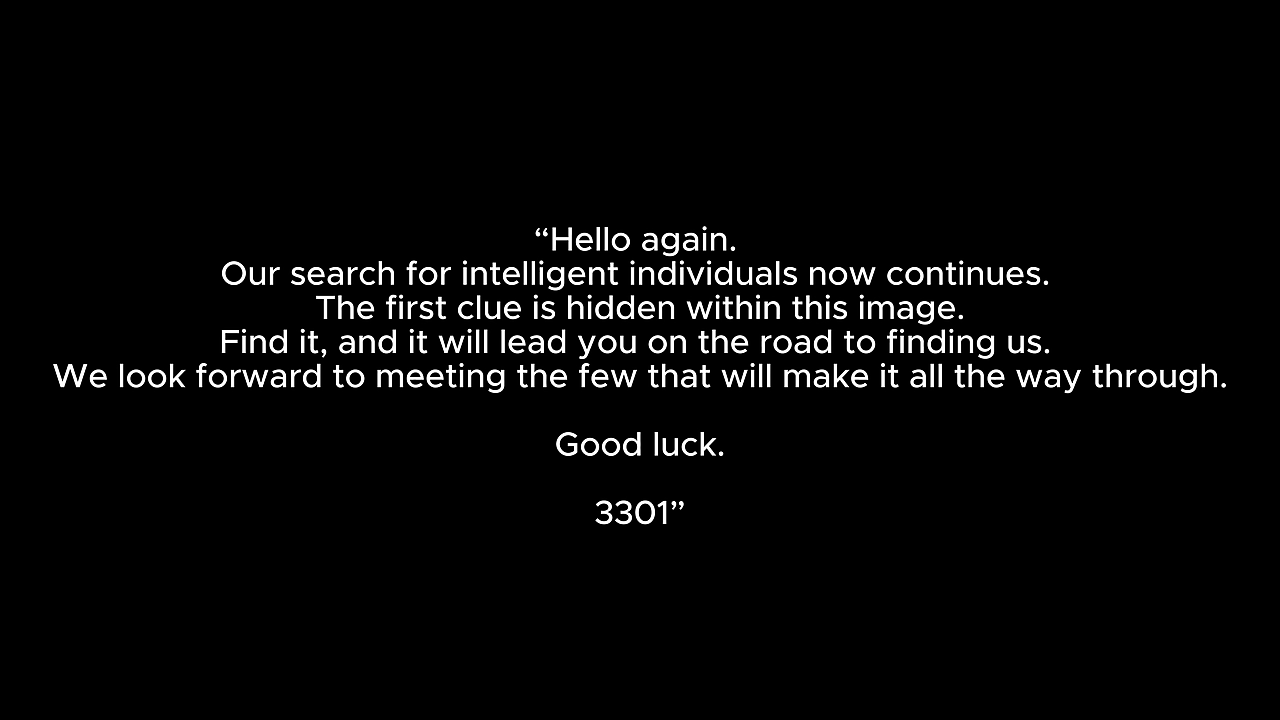 “Hello again.
Our search for intelligent individuals now continues.
The first clue is hidden within this image.
Find it, and it will lead you on the road to finding us.
We look forward to meeting the few that will make it all the way through.
Good luck.
3301”